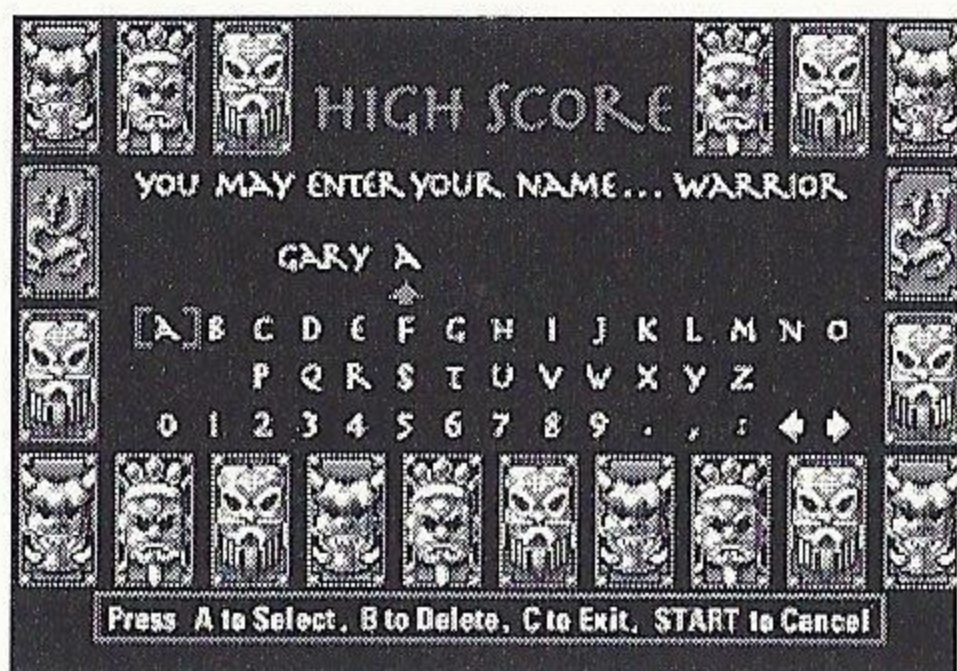 HIGH SCORE
YOU MAY ENTER YOUR NAME... WARRIOR
GARY A
[A] B C D E F G H I J K L M N O
P Q R S T U V W X Y Z
0 1 2 3 4 5 6 7 8 9 . , :
Press A to Select, B to Delete, C to Exit, START to Cancel